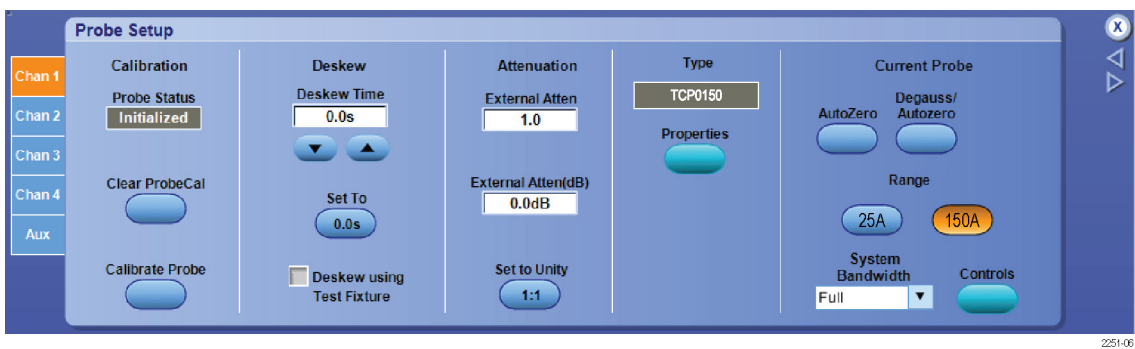 Probe Setup
X
Chan 1
Chan 2
Chan 3
Chan 4
Aux
Calibration
Probe Status
Initialized
Clear ProbeCal
Calibrate Probe
Deskew
Deskew Time
0.0s
Set To
0.0s
Deskew using
Test Fixture
Attenuation
External Atten
1.0
External Atten(dB)
0.0dB
Set to Unity
1:1
Type
TCP0150
Properties
Current Probe
AutoZero
Degauss/
Autozero
Range
25A
150A
System
Bandwidth
Full
Controls
2251-06